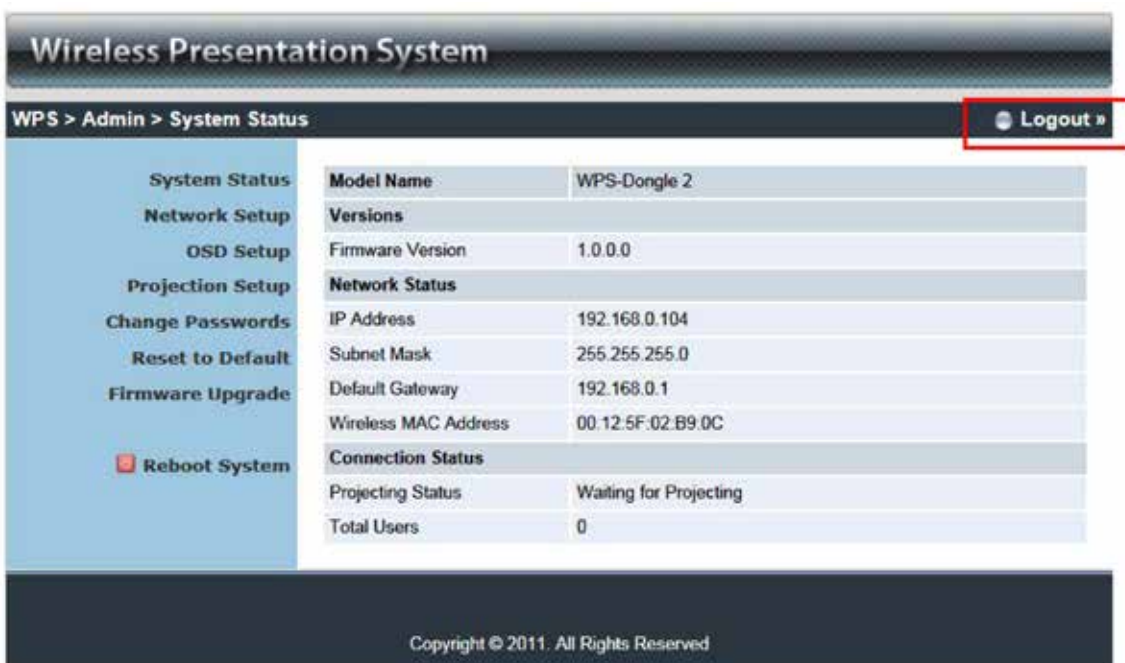 Wireless Presentation System
WPS > Admin > System Status
Logout »
System Status
Network Setup
OSD Setup
Projection Setup
Change Passwords
Reset to Default
Firmware Upgrade
Reboot System
Model Name WPS-Dongle 2
Versions
Firmware Version 1.0.0.0
Network Status
IP Address 192.168.0.104
Subnet Mask 255.255.255.0
Default Gateway 192.168.0.1
Wireless MAC Address 00:12:5F:02:B9:0C
Connection Status
Projecting Status Waiting for Projecting
Total Users 0
Copyright © 2011. All Rights Reserved